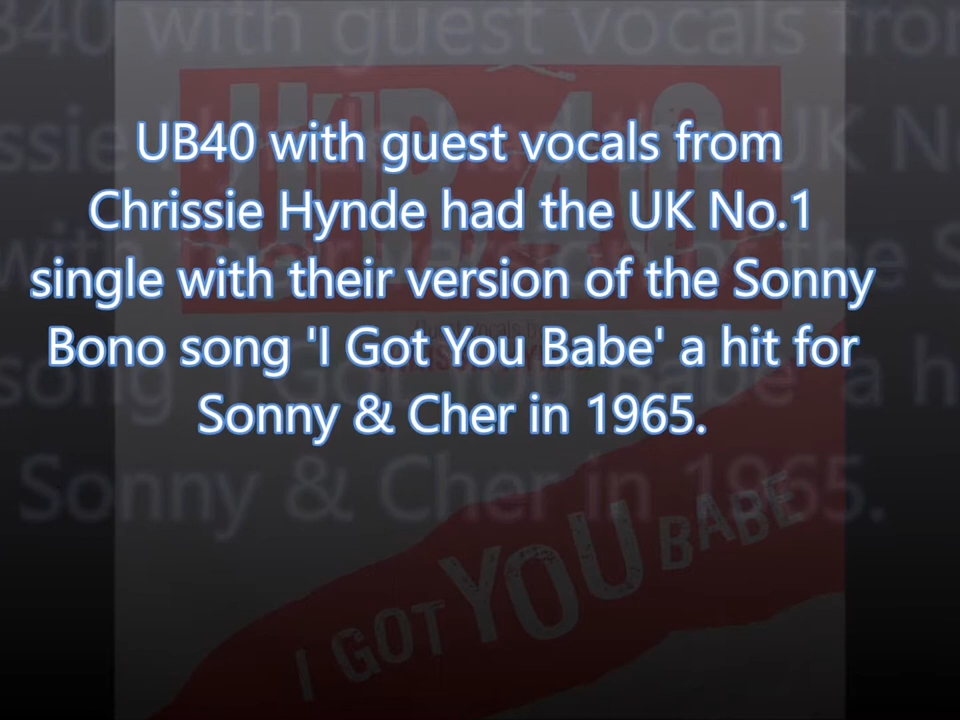 UB40 with guest vocals from
Chrissie Hynde had the UK No.1
single with their version of the Sonny
Bono song 'I Got You Babe' a hit for
Sonny & Cher in 1965.
UB40
I GOT YOU BABE